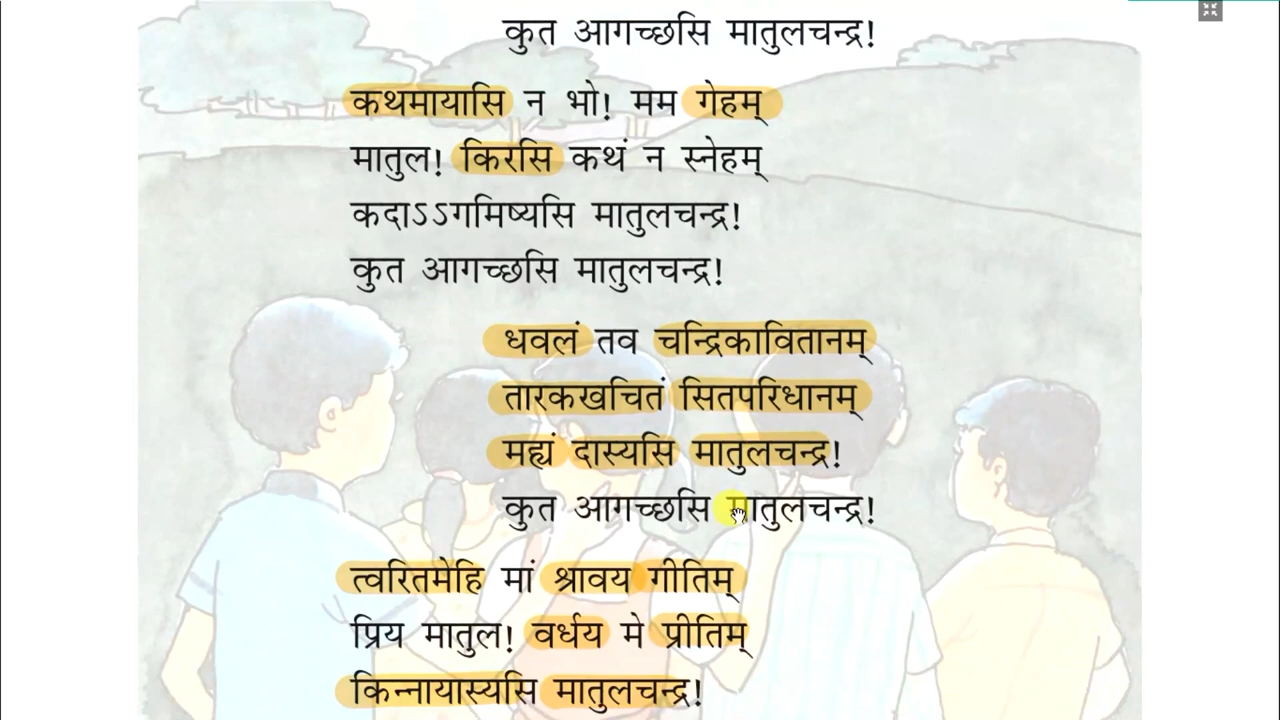 कुत आगच्छसि मातुलचन्द्र!
कथमायासि न भो! मम गेहम्
मातुल! किरसि कथं न स्नेहम्
कदाऽऽगमिष्यसि मातुलचन्द्र!
कुत आगच्छसि मातुलचन्द्र!
धवलं तव चन्द्रिकावितानम्
तारकखचितं सितपरिधानम्
मह्यं दास्यसि मातुलचन्द्र!
कुत आगच्छसि मातुलचन्द्र!
त्वरितमेहि मां श्रावय गीतिम्
प्रिय मातुल! वर्धय मे प्रीतिम्
किन्नायास्यसि मातुलचन्द्र!